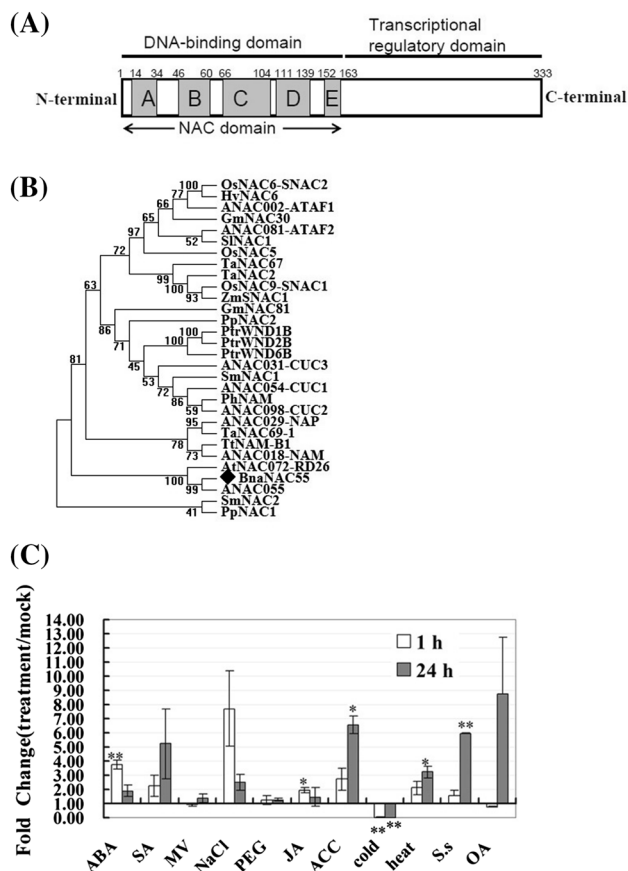 (A)
Transcriptional
DNA-binding domain regulatory domain
1 14 34 46 60 66 104 111 139 152 163 333
N-terminal A B C D E C-terminal
NAC domain
(B)
100 OsNAC6-SNAC2
77 HvNAC6
66 ANAC002-ATAF1
65 GmNAC30
ANAC081-ATAF2
97 52 SlNAC1
72 OsNAC5
TaNAC67
99 TaNAC2
63 100 OsNAC9-SNAC1
93 ZmSNAC1
GmNAC81
86 PpNAC2
71 100 PtrWND1B
100 PtrWND2B
PtrWND6B
81 45 ANAC031-CUC3
53 SmNAC1
72 ANAC054-CUC1
86 PhNAM
59 ANAC098-CUC2
95 ANAC029-NAP
TaNAC69-1
78 TtNAM-B1
73 ANAC018-NAM
AtNAC072-RD26
100 BnaNAC55
99 ANAC055
SmNAC2
41 PpNAC1
(C)
Fold Change(treatment/mock)
14.00
13.00
12.00
11.00
10.00
9.00
8.00
7.00
6.00
5.00
4.00
3.00
2.00
1.00
0.00
1 h
24 h
** * * ** ** * **
ABA SA MV NaCl PEG JA ACC cold heat S.s OA